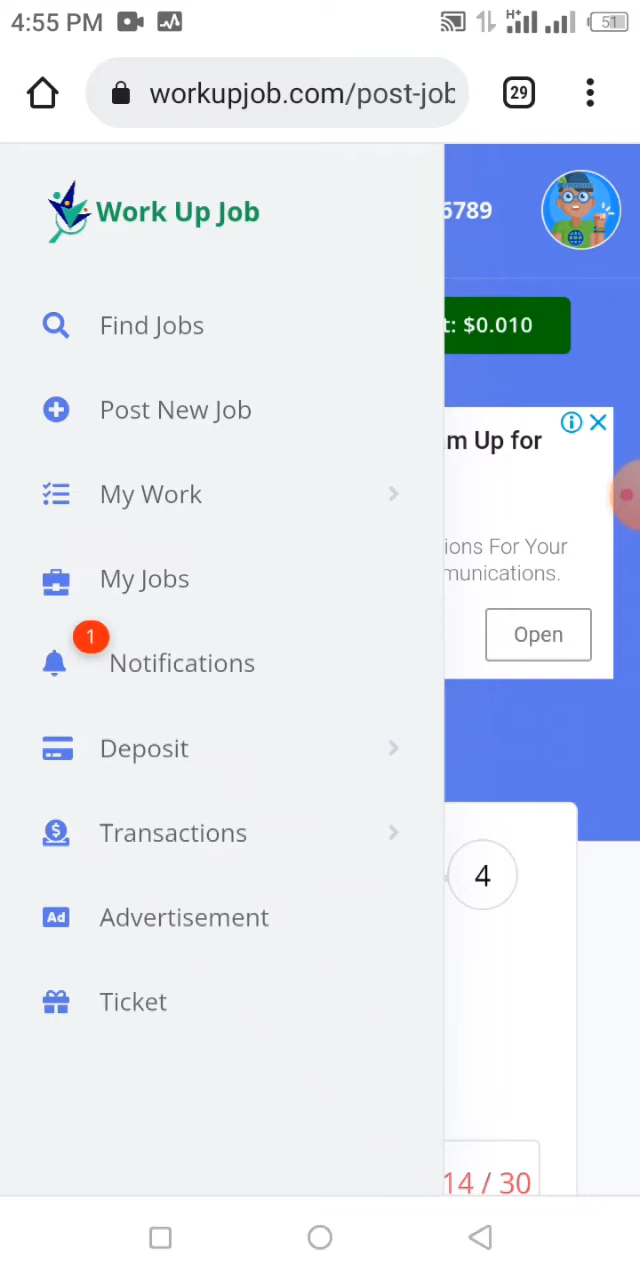 4:55 PM
H+
51
workupjob.com/post-job
29
Work Up Job
6789
Find Jobs
t: $0.010
Post New Job
m Up for
My Work
ions For Your
munications.
My Jobs
Open
1
Notifications
Deposit
Transactions
4
Ad Advertisement
Ticket
14 / 30